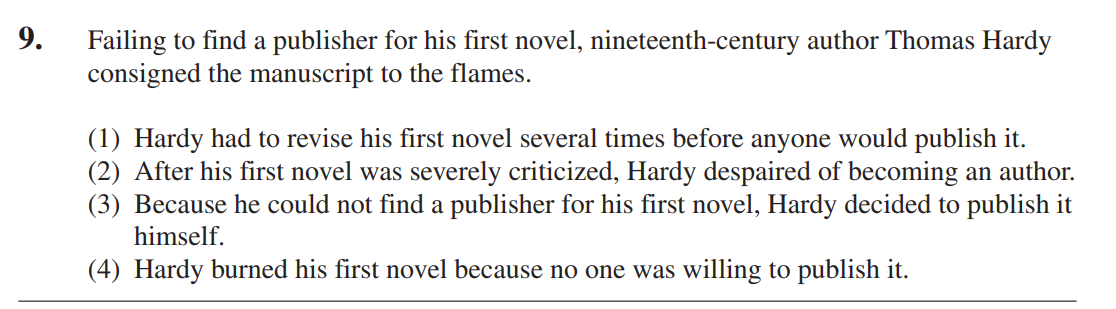 9. Failing to find a publisher for his first novel, nineteenth-century author Thomas Hardy
consigned the manuscript to the flames.
(1) Hardy had to revise his first novel several times before anyone would publish it.
(2) After his first novel was severely criticized, Hardy despaired of becoming an author.
(3) Because he could not find a publisher for his first novel, Hardy decided to publish it
himself.
(4) Hardy burned his first novel because no one was willing to publish it.